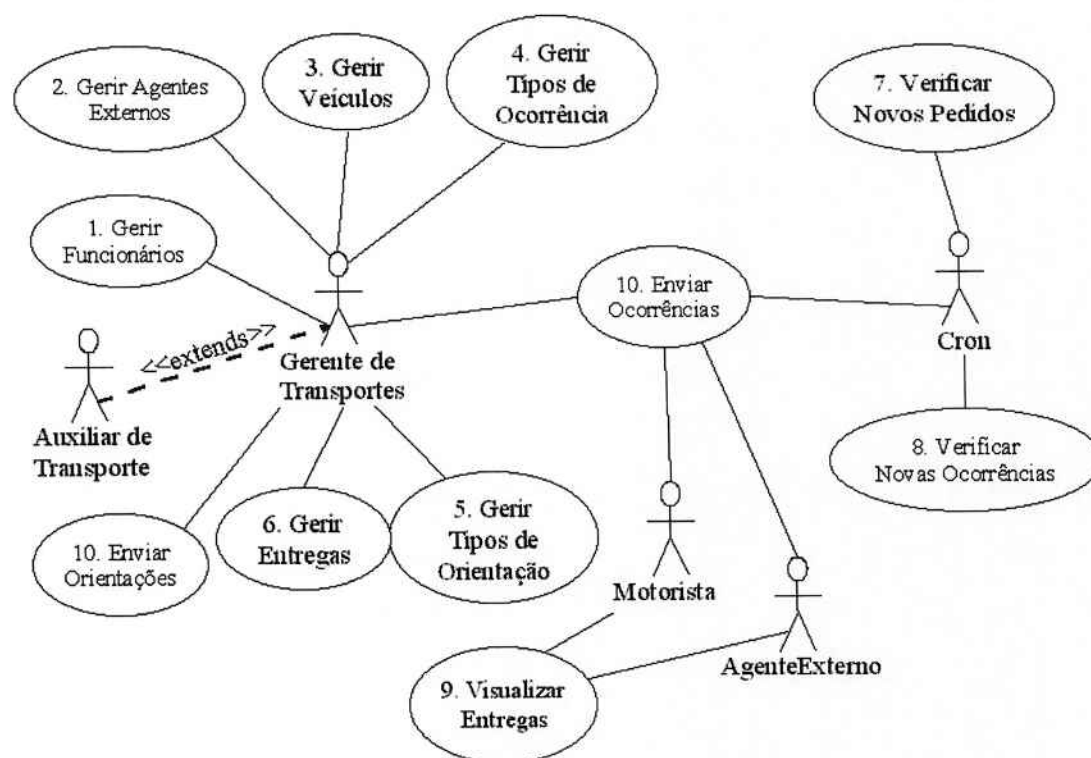 2. Gerir Agentes
Externos
3. Gerir
Veículos
4. Gerir
Tipos de
Ocorrência
7. Verificar
Novos Pedidos
1. Gerir
Funcionários
10. Enviar
Ocorrências
<<extends>>
Gerente de
Transportes
Cron
Auxiliar de
Transporte
8. Verificar
Novas Ocorrências
10. Enviar
Orientações
6. Gerir
Entregas
5. Gerir
Tipos de
Orientação
Motorista
AgenteExterno
9. Visualizar
Entregas